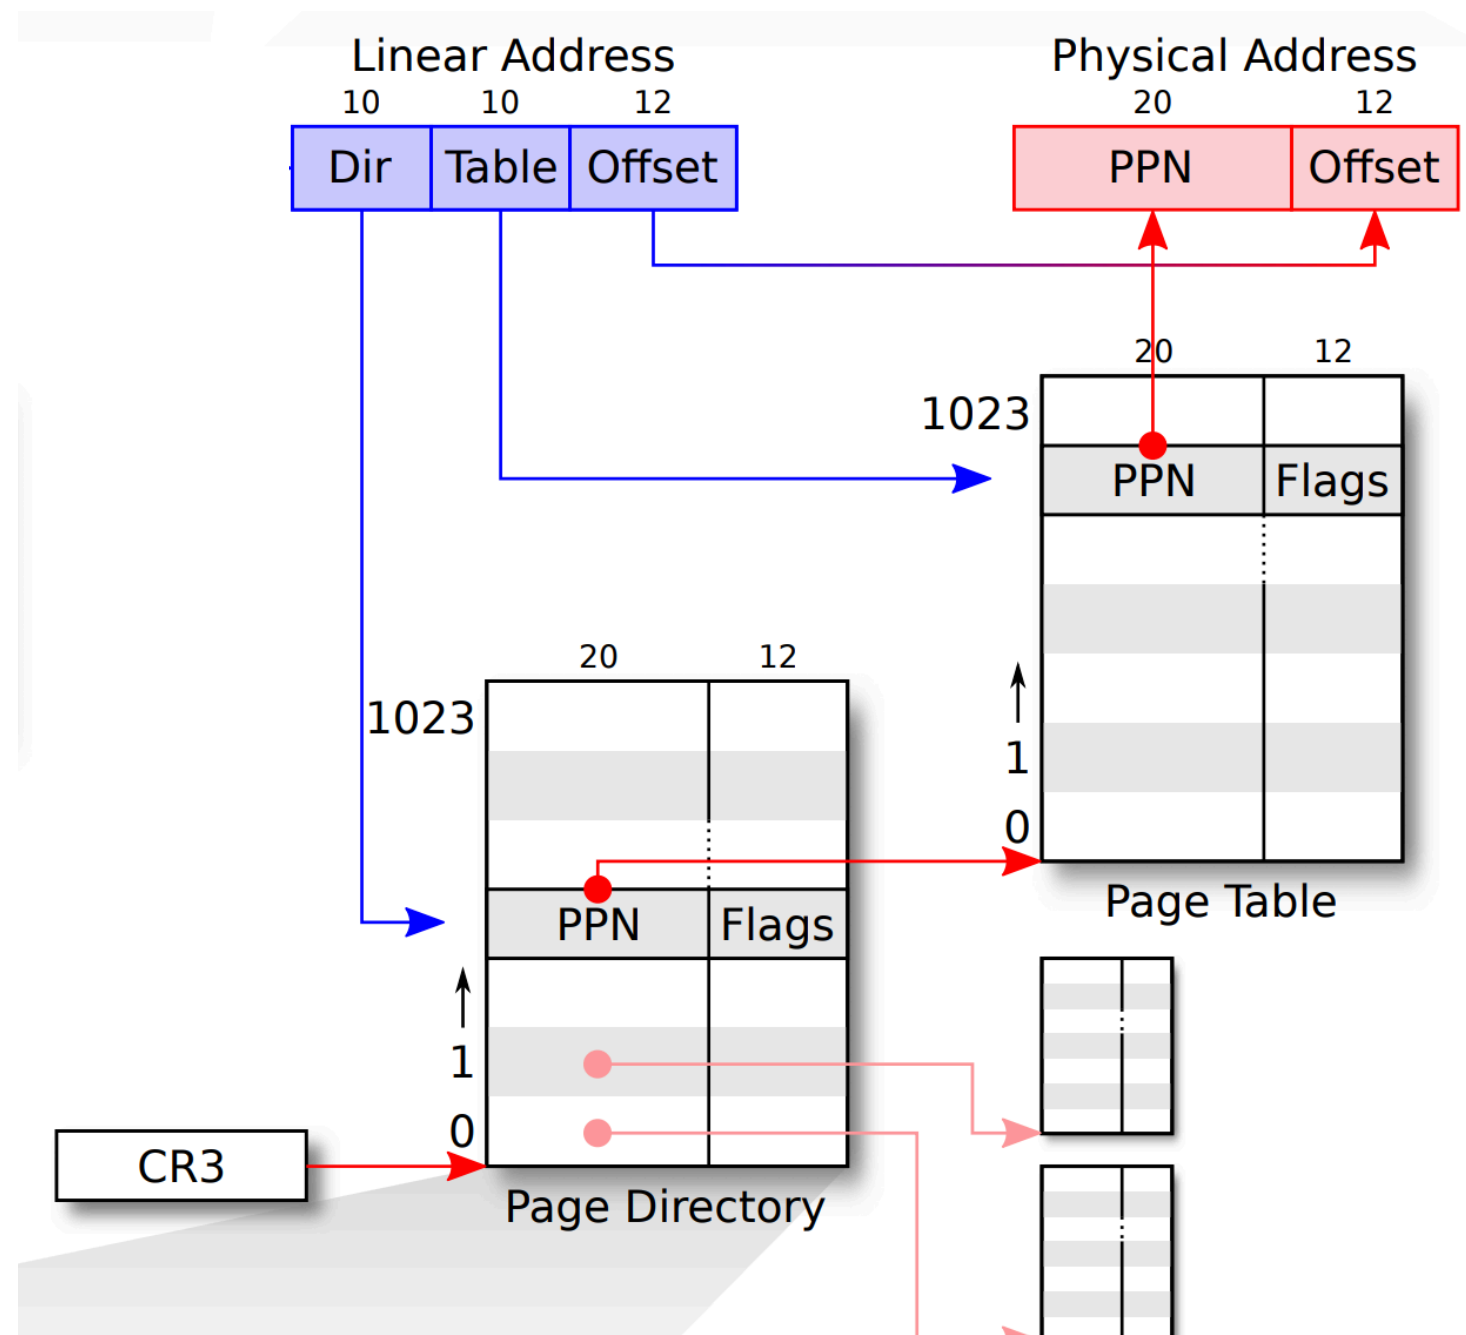 Linear Address
Physical Address
10 10 12
20 12
Dir Table Offset
PPN Offset
20 12
1023
PPN Flags
20 12
1023
1
0
Page Table
PPN Flags
1
0
CR3
Page Directory